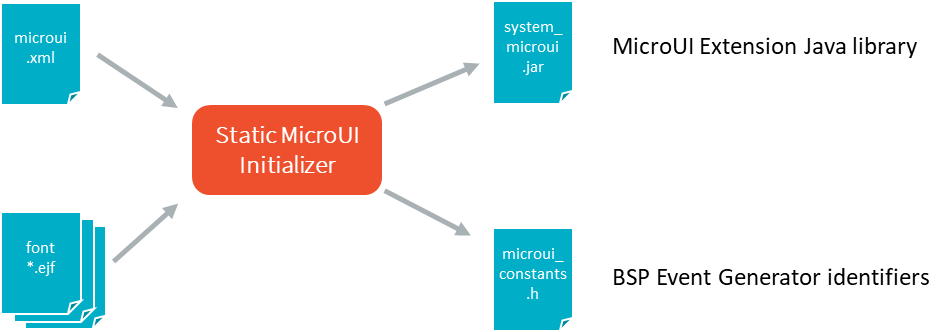 microui
.xml
font
*.ejf
Static MicroUI
Initializer
system_
microui
.jar
MicroUI Extension Java library
microui_
constants
.h
BSP Event Generator identifiers